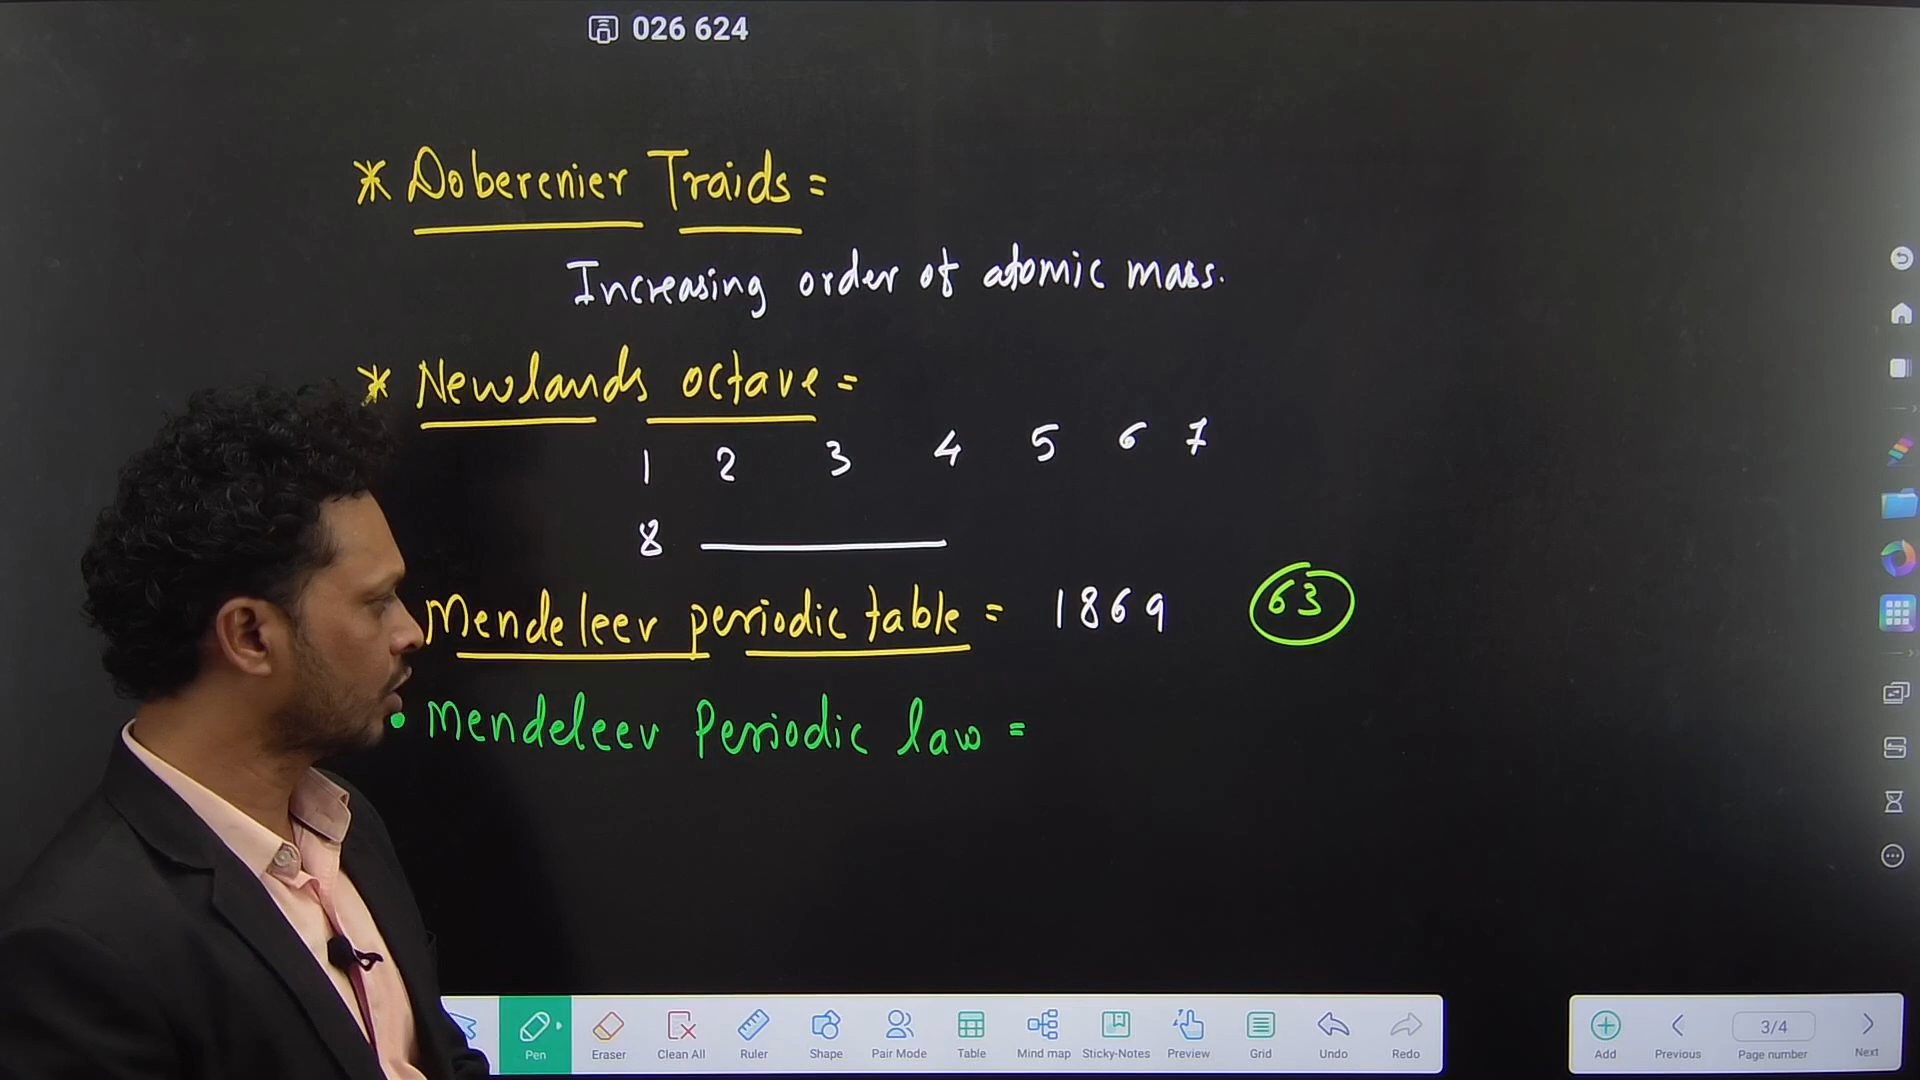 026 624
* Doberenier Traids =
Increasing order of atomic mass.
* Newlands octave =
1 2 3 4 5 6 7
8
Mendeleev periodic table = 1869 63
• Mendeleev Periodic law =
Pen Eraser Clean All Ruler Shape Pair Mode Table Mind map Sticky-Notes Preview Grid Undo Redo
Add Previous 3/4 Page number Next